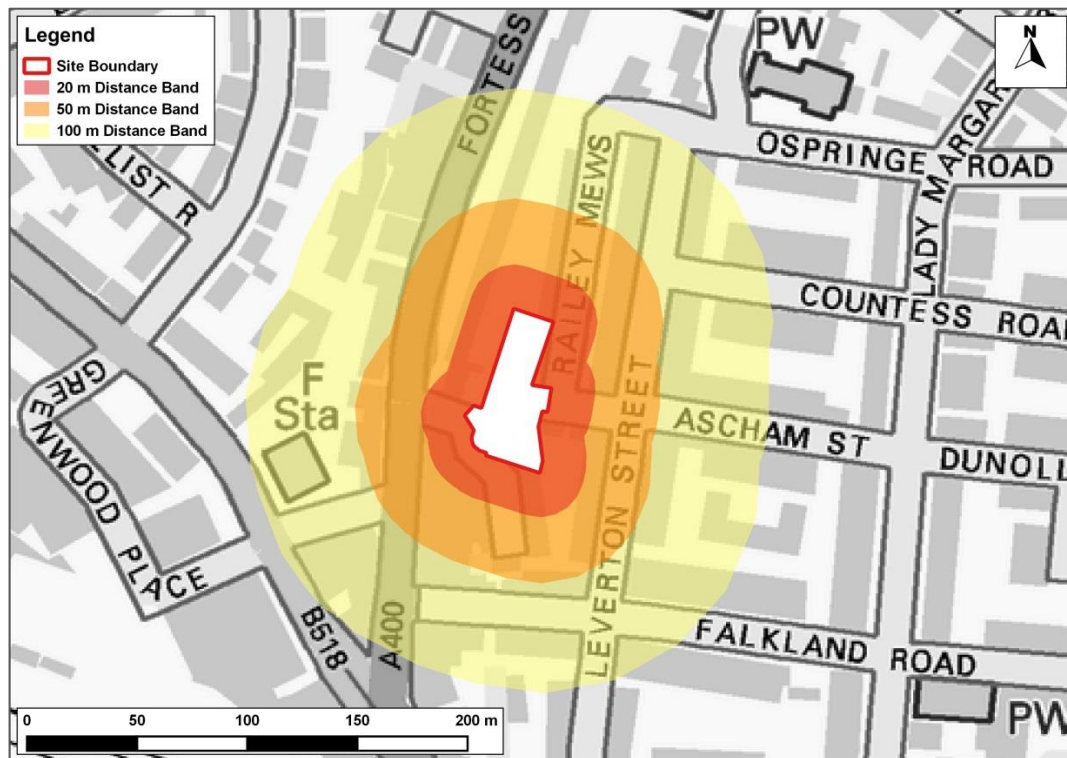 Legend
Site Boundary
20 m Distance Band
50 m Distance Band
100 m Distance Band
N
PW
FORTESS
OSPRINGE ROAD
LADY MARGAR
RAILEY MEWS
COUNTESS ROAD
F
Sta
GREENWOOD PLACE
LEVERTON STREET
ASCHAM ST
DUNOLL
B518
A400
FALKLAND ROAD
PW
0 50 100 150 200 m